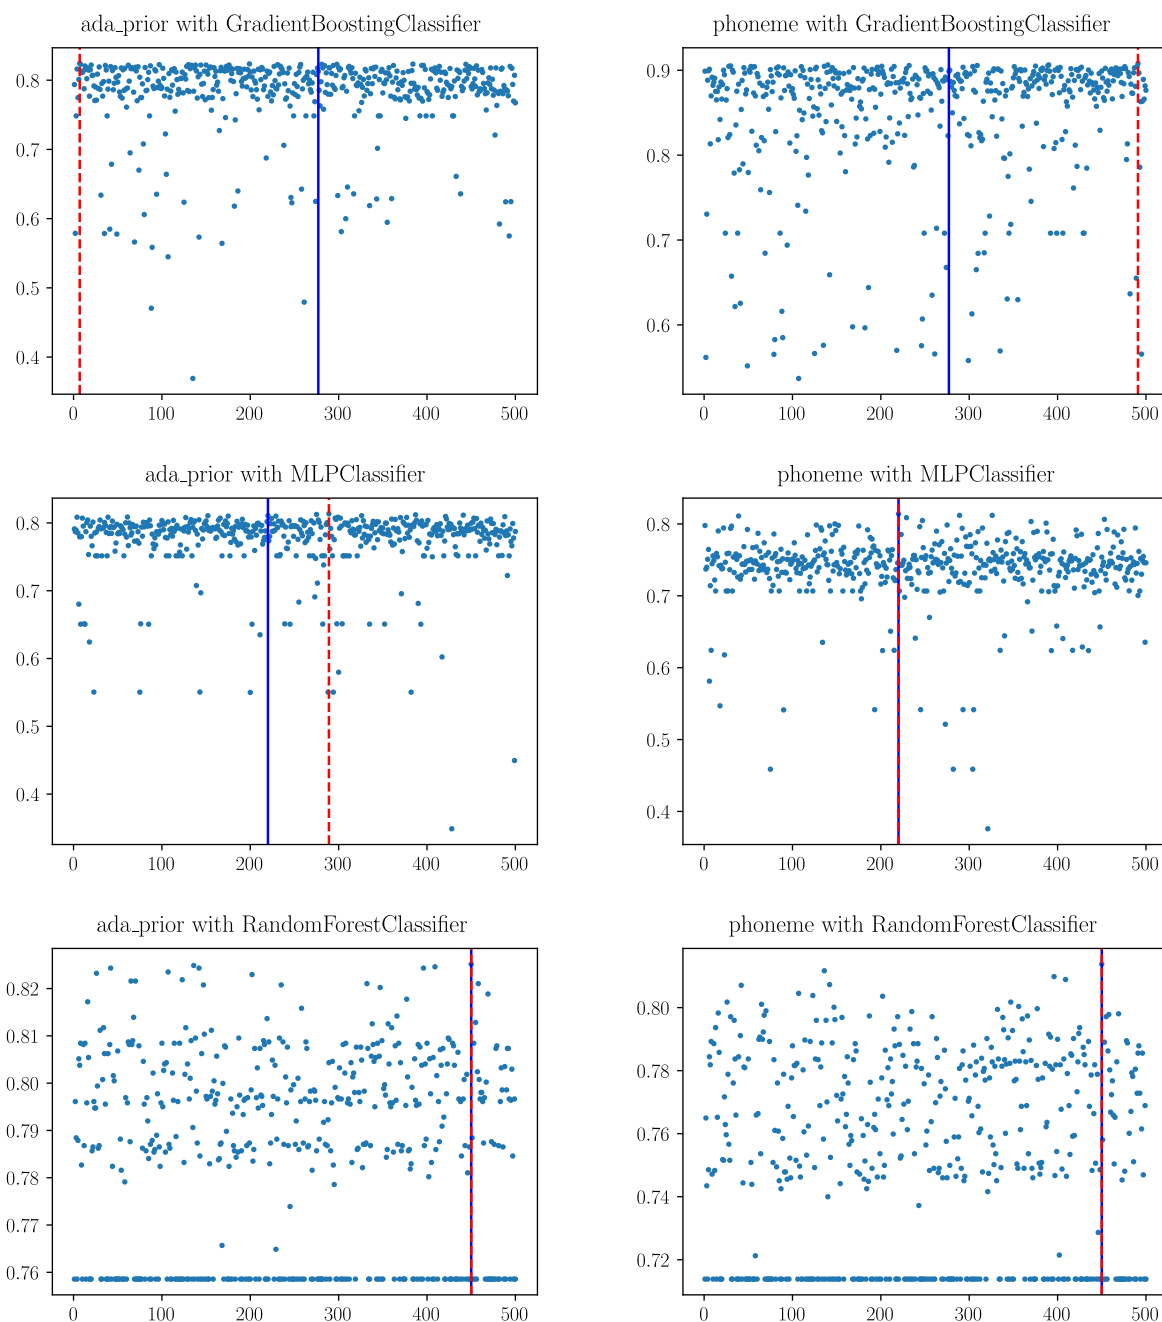 ada_prior with GradientBoostingClassifier
0.8
0.7
0.6
0.5
0.4
0 100 200 300 400 500
phoneme with GradientBoostingClassifier
0.9
0.8
0.7
0.6
0 100 200 300 400 500
ada_prior with MLPClassifier
0.8
0.7
0.6
0.5
0.4
0 100 200 300 400 500
phoneme with MLPClassifier
0.8
0.7
0.6
0.5
0.4
0 100 200 300 400 500
ada_prior with RandomForestClassifier
0.82
0.81
0.80
0.79
0.78
0.77
0.76
0 100 200 300 400 500
phoneme with RandomForestClassifier
0.80
0.78
0.76
0.74
0.72
0 100 200 300 400 500